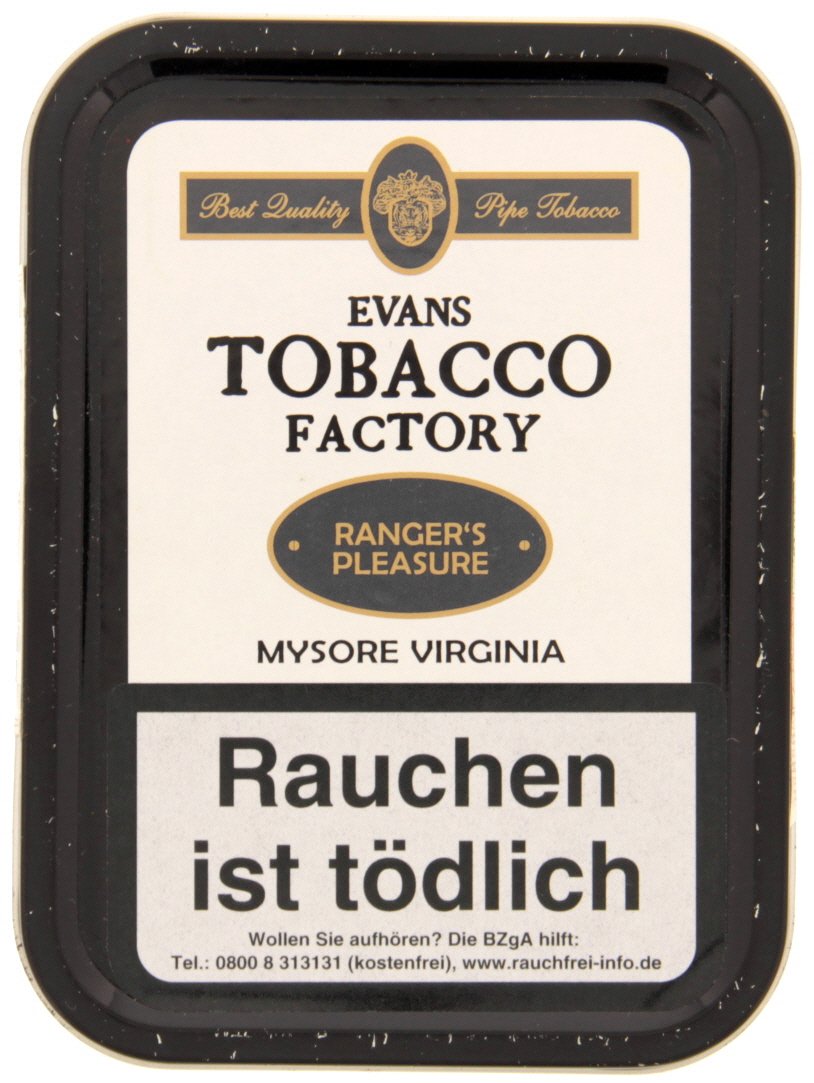 Best Quality Pipe Tobacco
EVANS
TOBACCO
FACTORY
RANGER'S
PLEASURE
MYSORE VIRGINIA
Rauchen
ist tödlich
Wollen Sie aufhören? Die BZgA hilft:
Tel.: 0800 8 313131 (kostenfrei), www.rauchfrei-info.de